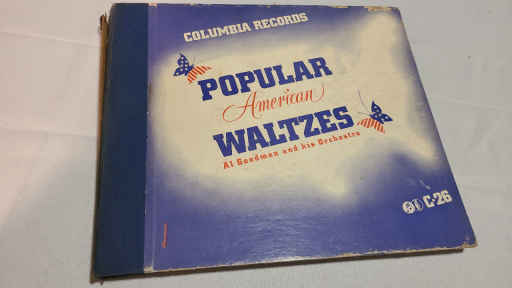 COLUMBIA RECORDS
POPULAR
American
WALTZES
Al Goodman and his Orchestra
C-26